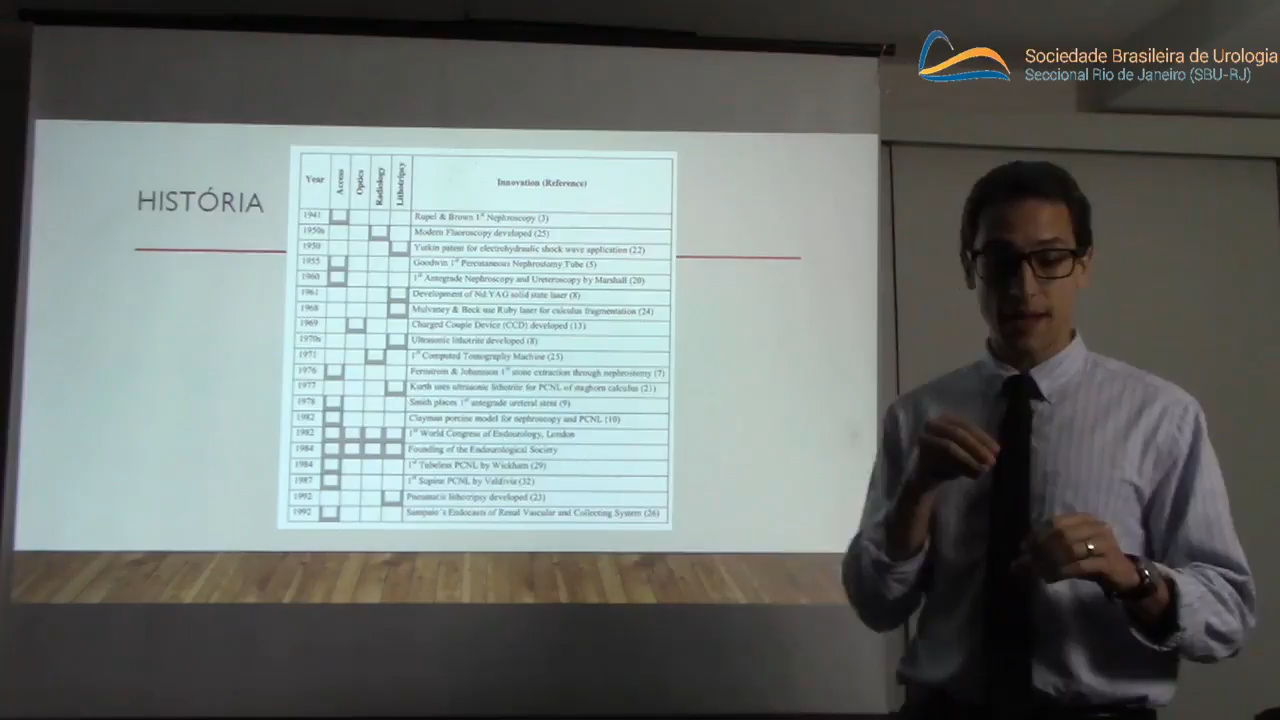 Sociedade Brasileira de Urologia
Seccional Rio de Janeiro (SBU-RJ)
HISTÓRIA
Year Access Optics Radiology Lithotripsy Innovation (Reference)
1941 Rupel & Brown 1st Nephroscopy (3)
1950s Modern Fluoroscopy developed (25)
1950 Yutkin patent for electrohydraulic shock wave application (22)
1955 Goodwin 1st Percutaneous Nephrostomy Tube (5)
1960 1st Antegrade Nephroscopy and Ureteroscopy by Marshall (20)
1961 Development of Nd:YAG solid state laser (8)
1968 Mulvaney & Beck use Ruby laser for calculus fragmentation (24)
1969 Charged Couple Device (CCD) developed (13)
1970s Ultrasonic lithotrite developed (8)
1971 1st Computed Tomography Machine (25)
1976 Fernstrom & Johannson 1st stone extraction through nephrostomy (7)
1977 Kurth uses ultrasonic lithotrite for PCNL of staghorn calculus (21)
1978 Smith places 1st antegrade ureteral stent (9)
1982 Clayman porcine model for nephroscopy and PCNL (10)
1982 1st World Congress of Endourology, London
1984 Founding of the Endourological Society
1984 1st Tubeless PCNL by Wickham (29)
1987 1st Supine PCNL by Valdivia (32)
1992 Pneumatic lithotripsy developed (23)
1992 Sampaio's Endocasts of Renal Vascular and Collecting System (26)